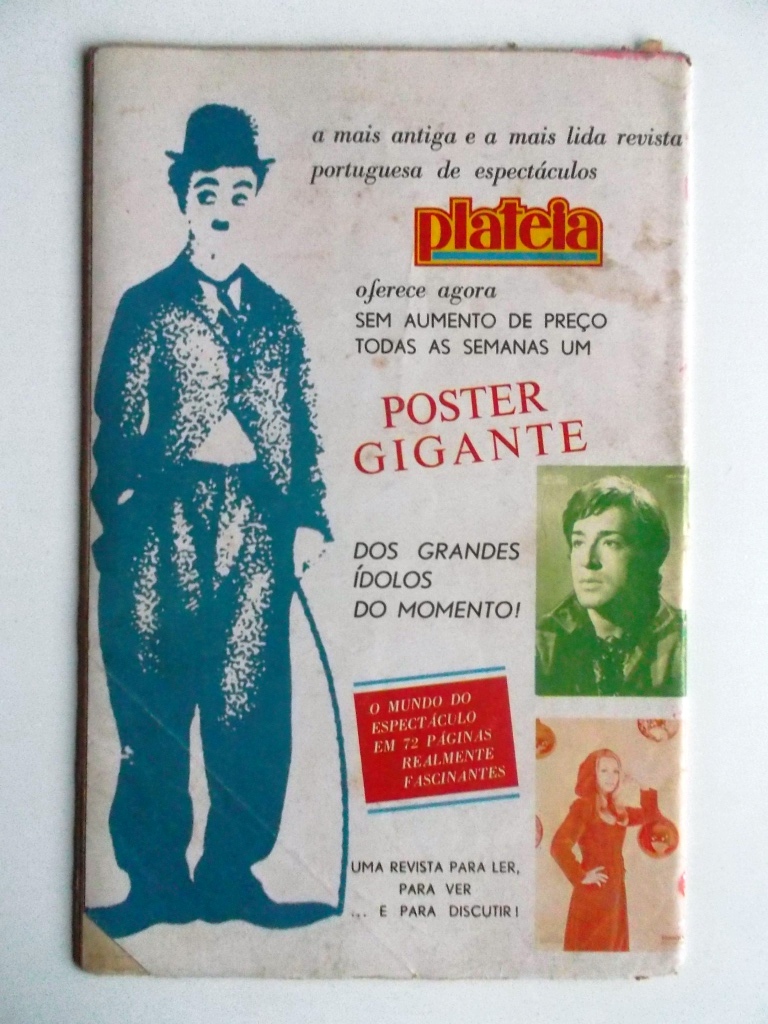 a mais antiga e a mais lida revista
portuguesa de espectáculos
plateia
oferece agora
SEM AUMENTO DE PREÇO
TODAS AS SEMANAS UM
POSTER
GIGANTE
DOS GRANDES
ÍDOLOS
DO MOMENTO!
O MUNDO DO
ESPECTÁCULO
EM 72 PÁGINAS
REALMENTE
FASCINANTES
UMA REVISTA PARA LER,
PARA VER
... E PARA DISCUTIR!